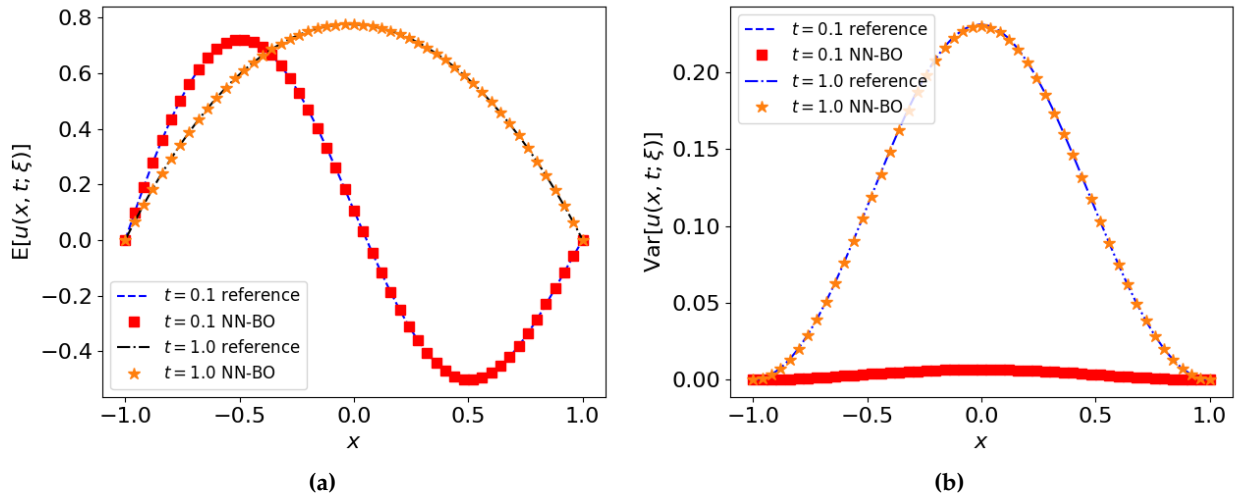 0.8
0.6
0.4
0.2
0.0
−0.2
−0.4
E[u(x, t; ξ)]
t = 0.1 reference
t = 0.1 NN-BO
t = 1.0 reference
t = 1.0 NN-BO
−1.0 −0.5 0.0 0.5 1.0
x
(a)
0.20
0.15
0.10
0.05
0.00
Var[u(x, t; ξ)]
t = 0.1 reference
t = 0.1 NN-BO
t = 1.0 reference
t = 1.0 NN-BO
−1.0 −0.5 0.0 0.5 1.0
x
(b)